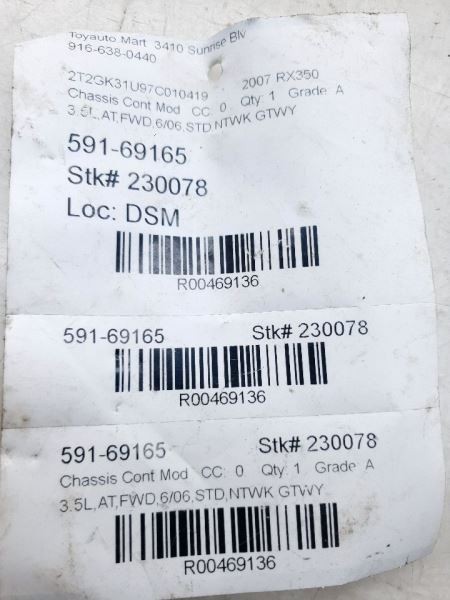 Toyauto Mart 3410 Sunrise Blv
916-638-0440
2T2GK31U97C010419 2007 RX350
Chassis Cont Mod CC: 0 Qty: 1 Grade A
3.5L,AT,FWD,6/06,STD,NTWK GTWY
591-69165
Stk# 230078
Loc: DSM
R00469136
591-69165 Stk# 230078
R00469136
591-69165 Stk# 230078
Chassis Cont Mod CC: 0 Qty: 1 Grade A
3.5L,AT,FWD,6/06,STD,NTWK GTWY
R00469136